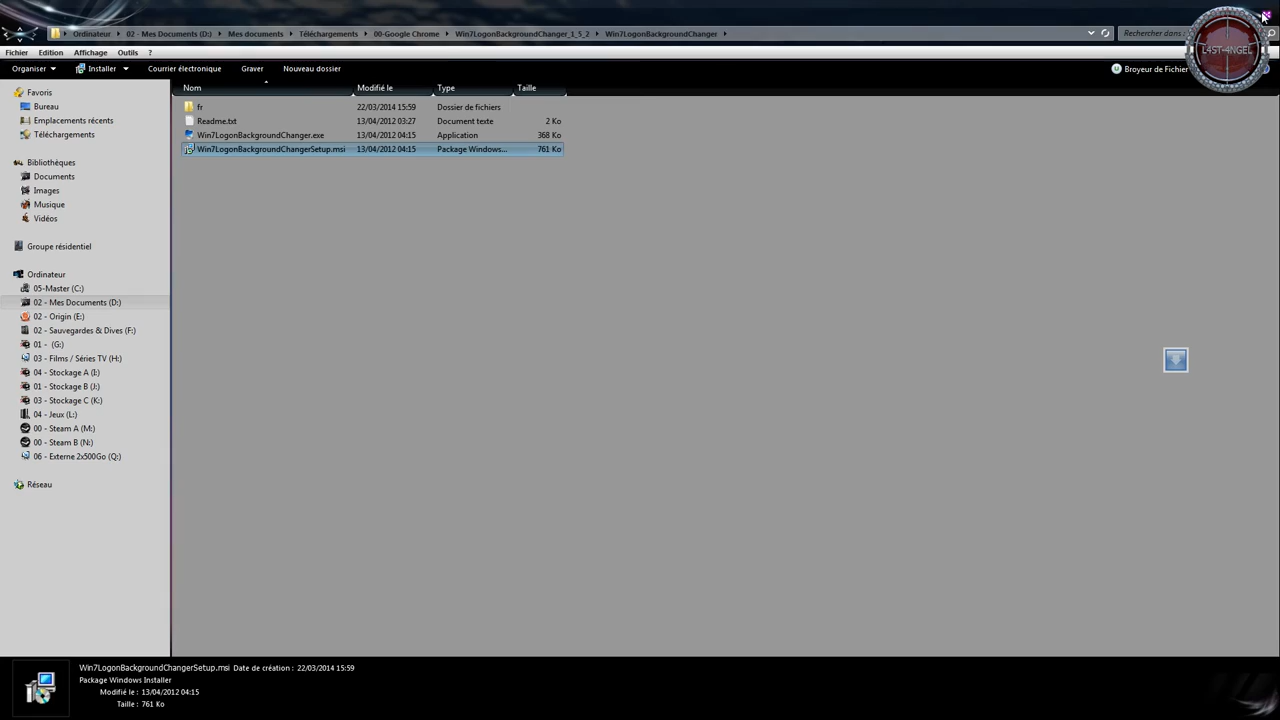 Ordinateur 02 - Mes Documents (D:) Mes documents Téléchargements 00-Google Chrome Win7LogonBackgroundChanger_1_5_2 Win7LogonBackgroundChanger
Rechercher dans :
Fichier Edition Affichage Outils ?
L4ST-4NGEL
Organiser Installer Courrier électronique Graver Nouveau dossier
Broyeur de Fichier
Nom Modifié le Type Taille
fr 22/03/2014 15:59 Dossier de fichiers
Readme.txt 13/04/2012 03:27 Document texte 2 Ko
Win7LogonBackgroundChanger.exe 13/04/2012 04:15 Application 368 Ko
Win7LogonBackgroundChangerSetup.msi 13/04/2012 04:15 Package Windows... 761 Ko
Favoris
Bureau
Emplacements récents
Téléchargements
Bibliothèques
Documents
Images
Musique
Vidéos
Groupe résidentiel
Ordinateur
05-Master (C:)
02 - Mes Documents (D:)
02 - Origin (E:)
02 - Sauvegardes & Dives (F:)
01 - (G:)
03 - Films / Séries TV (H:)
04 - Stockage A (I:)
01 - Stockage B (J:)
03 - Stockage C (K:)
04 - Jeux (L:)
00 - Steam A (M:)
00 - Steam B (N:)
06 - Externe 2x500Go (Q:)
Réseau
Win7LogonBackgroundChangerSetup.msi Date de création : 22/03/2014 15:59
Package Windows Installer
Modifié le : 13/04/2012 04:15
Taille : 761 Ko